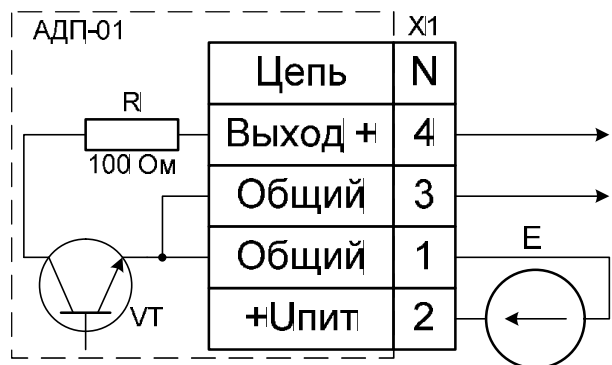 АДП-01
X1
Цепь N
R
Выход + 4
100 Ом
Общий 3
E
Общий 1
VT
+Uпит 2